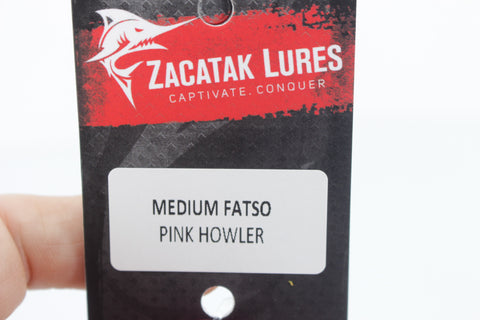 ZACATAK LURES
CAPTIVATE. CONQUER
MEDIUM FATSO
PINK HOWLER